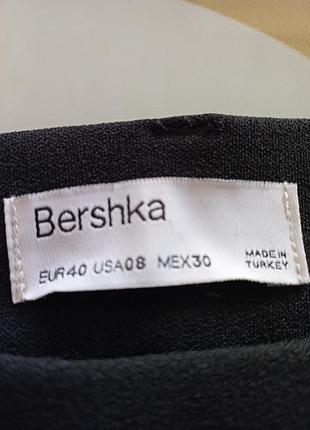 Bershka
EUR40 USA08 MEX30
MADE IN
TURKEY